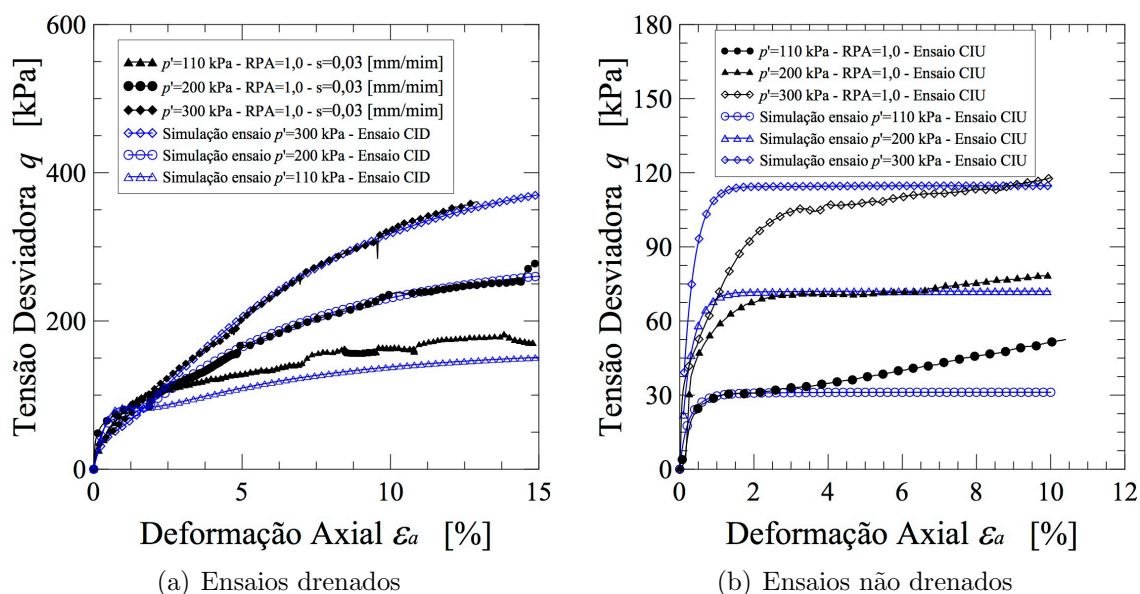 600
400
200
0
Tensão Desviadora q [kPa]
p'=110 kPa - RPA=1,0 - s=0,03 [mm/mim]
p'=200 kPa - RPA=1,0 - s=0,03 [mm/mim]
p'=300 kPa - RPA=1,0 - s=0,03 [mm/mim]
Simulação ensaio p'=300 kPa - Ensaio CID
Simulação ensaio p'=200 kPa - Ensaio CID
Simulação ensaio p'=110 kPa - Ensaio CID
0 5 10 15
Deformação Axial εa [%]
(a) Ensaios drenados
180
150
120
90
60
30
0
Tensão Desviadora q [kPa]
p'=110 kPa - RPA=1,0 - Ensaio CIU
p'=200 kPa - RPA=1,0 - Ensaio CIU
p'=300 kPa - RPA=1,0 - Ensaio CIU
Simulação ensaio p'=110 kPa - Ensaio CIU
Simulação ensaio p'=200 kPa - Ensaio CIU
Simulação ensaio p'=300 kPa - Ensaio CIU
0 2 4 6 8 10 12
Deformação Axial εa [%]
(b) Ensaios não drenados